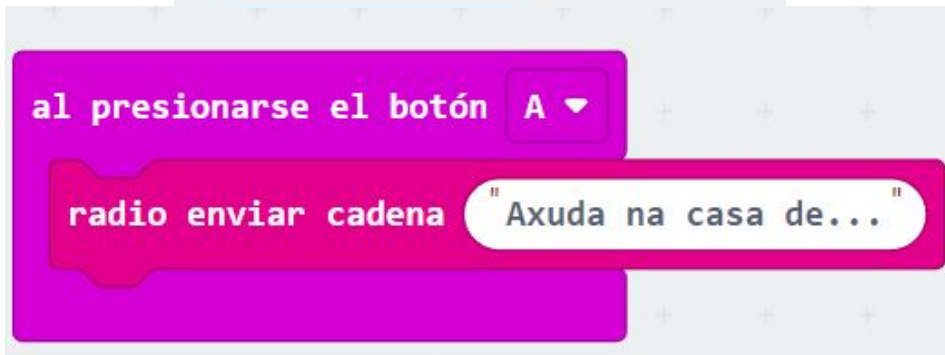 al presionarse el botón A
radio enviar cadena "Axuda na casa de..."